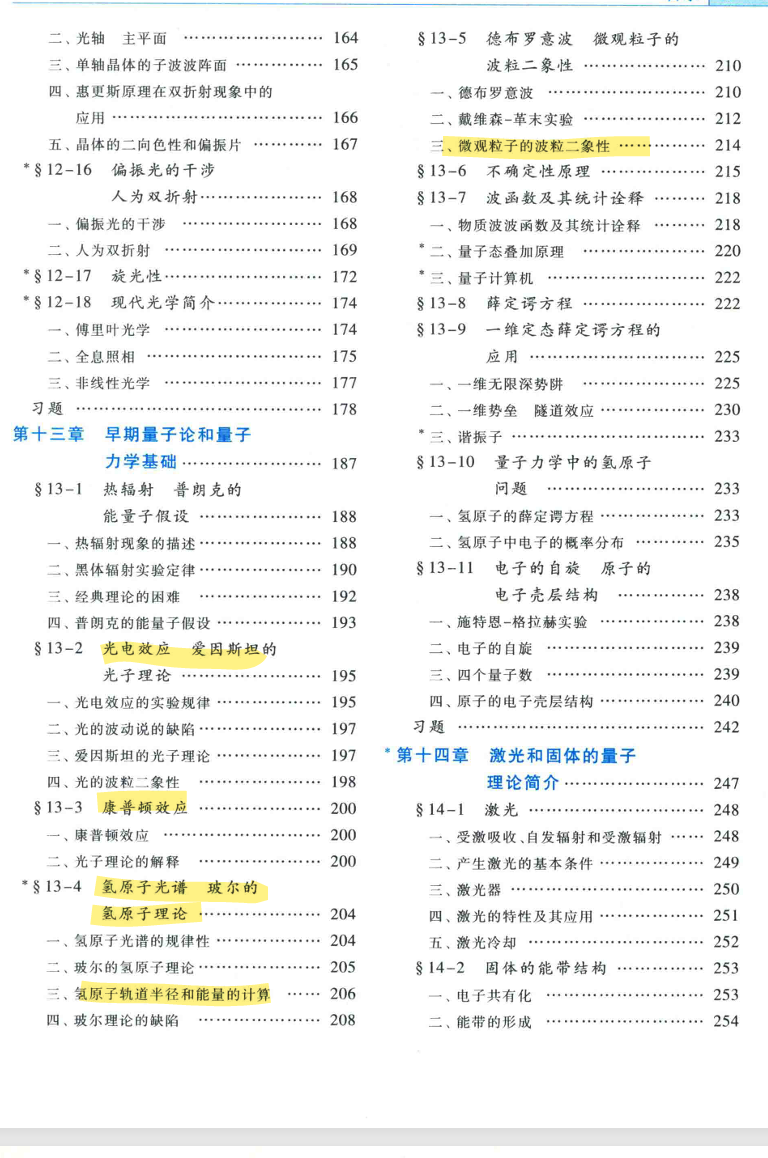 二、光轴 主平面 …………………… 164
三、单轴晶体的子波波阵面 …………… 165
四、惠更斯原理在双折射现象中的
应用 ……………………………… 166
五、晶体的二向色性和偏振片 ………… 167
*§12-16 偏振光的干涉
人为双折射………………… 168
一、偏振光的干涉 …………………… 168
二、人为双折射 ……………………… 169
*§12-17 旋光性……………………… 172
*§12-18 现代光学简介……………… 174
一、傅里叶光学 ……………………… 174
二、全息照相 ………………………… 175
三、非线性光学 ……………………… 177
习题 …………………………………… 178
第十三章 早期量子论和量子
力学基础 …………………… 187
§13-1 热辐射 普朗克的
能量子假设 ………………… 188
一、热辐射现象的描述………………… 188
二、黑体辐射实验定律………………… 190
三、经典理论的困难 ………………… 192
四、普朗克的能量子假设 …………… 193
§13-2 光电效应 爱因斯坦的
光子理论 …………………… 195
一、光电效应的实验规律 …………… 195
二、光的波动说的缺陷………………… 197
三、爱因斯坦的光子理论 …………… 197
四、光的波粒二象性 ………………… 198
§13-3 康普顿效应 ………………… 200
一、康普顿效应 ……………………… 200
二、光子理论的解释 ………………… 200
*§13-4 氢原子光谱 玻尔的
氢原子理论 ………………… 204
一、氢原子光谱的规律性 …………… 204
二、玻尔的氢原子理论………………… 205
三、氢原子轨道半径和能量的计算 …… 206
四、玻尔理论的缺陷 ………………… 208
§13-5 德布罗意波 微观粒子的
波粒二象性 ………………… 210
一、德布罗意波 ……………………… 210
二、戴维森-革末实验 ………………… 212
三、微观粒子的波粒二象性 …………… 214
§13-6 不确定性原理 ……………… 215
§13-7 波函数及其统计诠释 ……… 218
一、物质波波函数及其统计诠释 ……… 218
*二、量子态叠加原理 ………………… 220
*三、量子计算机 ……………………… 222
§13-8 薛定谔方程 ………………… 222
§13-9 一维定态薛定谔方程的
应用 ………………………… 225
一、一维无限深势阱 ………………… 225
二、一维势垒 隧道效应 ……………… 230
*三、谐振子 …………………………… 233
§13-10 量子力学中的氢原子
问题 ……………………… 233
一、氢原子的薛定谔方程 …………… 233
二、氢原子中电子的概率分布 ………… 235
§13-11 电子的自旋 原子的
电子壳层结构 …………… 238
一、施特恩-格拉赫实验 ……………… 238
二、电子的自旋 ……………………… 239
三、四个量子数 ……………………… 239
四、原子的电子壳层结构 …………… 240
习题 …………………………………… 242
*第十四章 激光和固体的量子
理论简介 …………………… 247
§14-1 激光 ………………………… 248
一、受激吸收、自发辐射和受激辐射 …… 248
二、产生激光的基本条件 …………… 249
三、激光器 …………………………… 250
四、激光的特性及其应用 …………… 251
五、激光冷却 ………………………… 252
§14-2 固体的能带结构 …………… 253
一、电子共有化 ……………………… 253
二、能带的形成 ……………………… 254